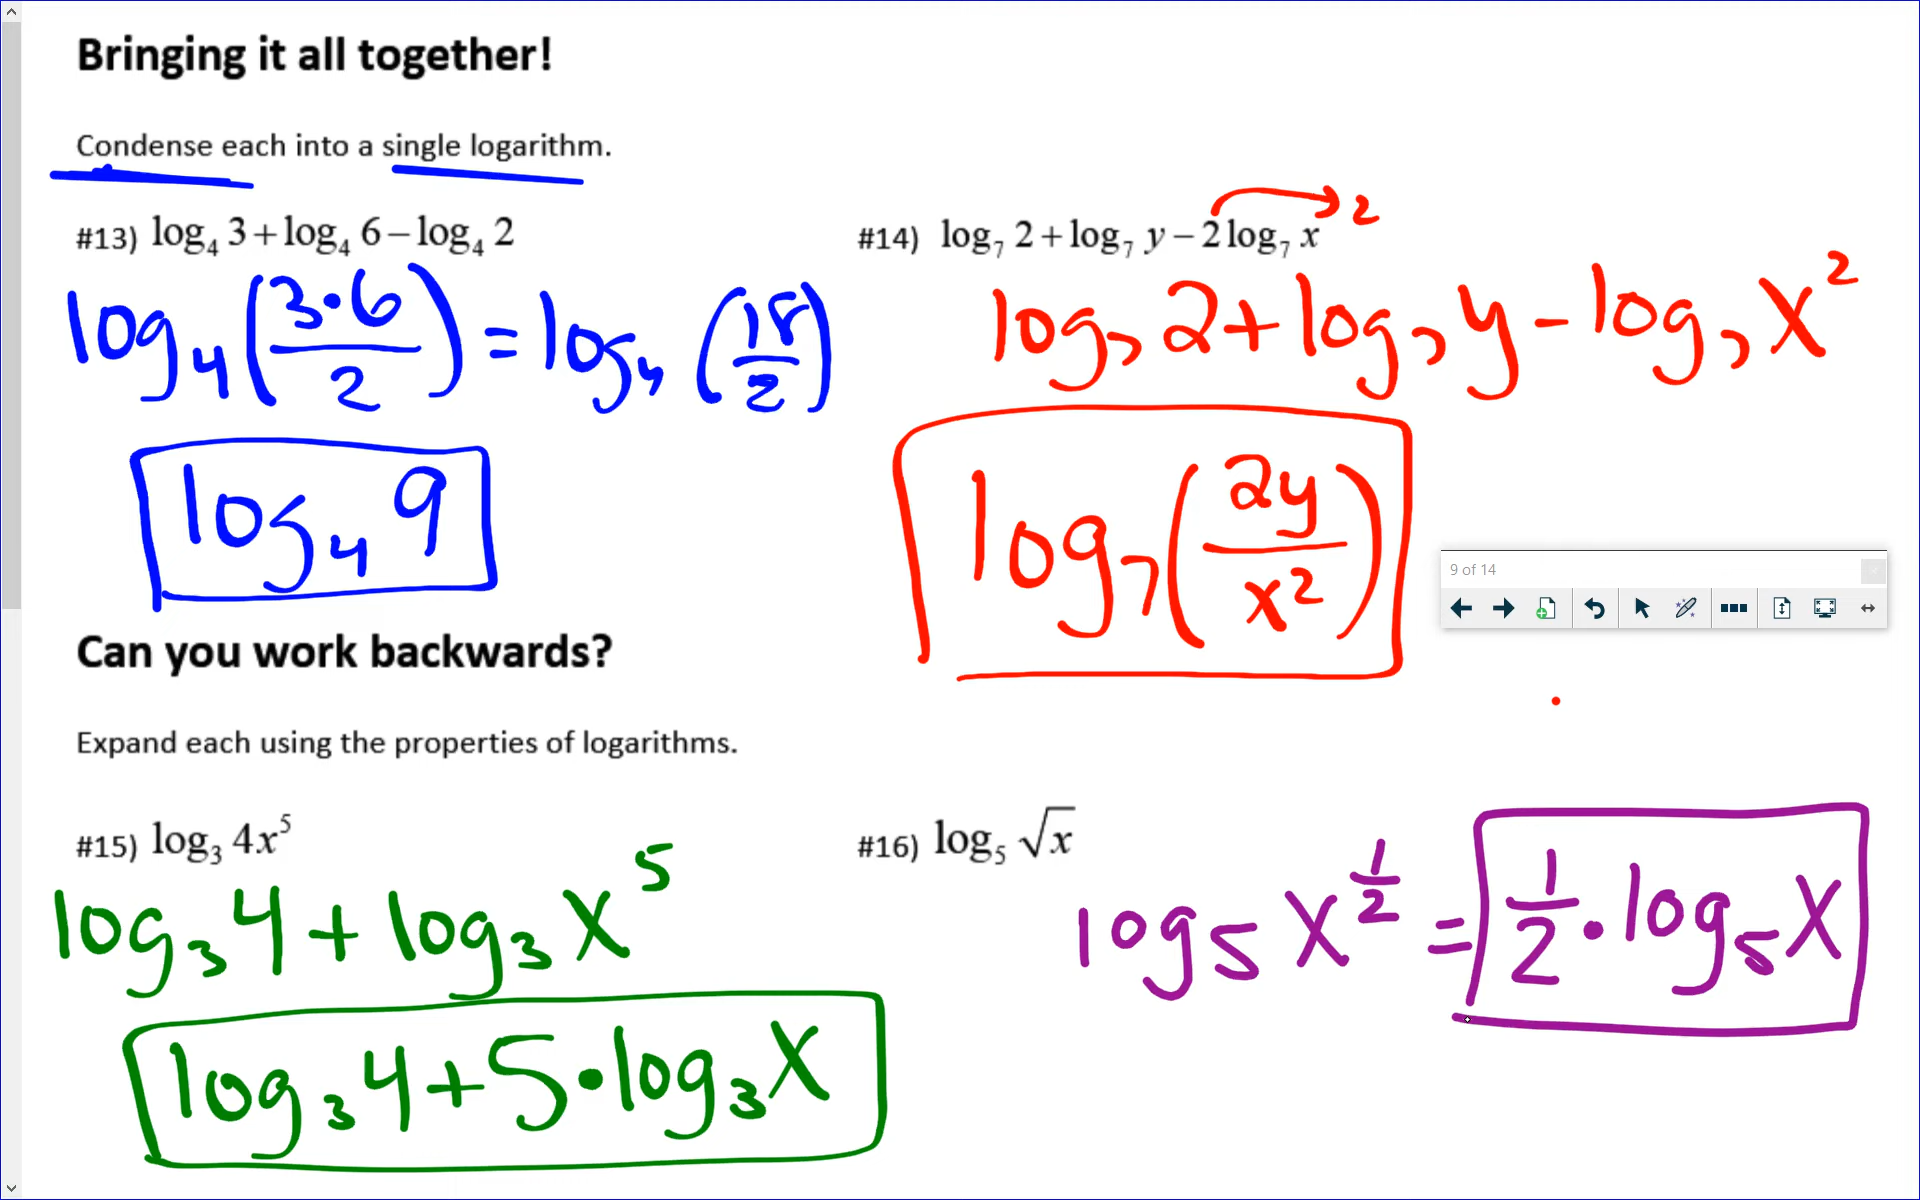 Bringing it all together!
Condense each into a single logarithm.
#13) log₄ 3 + log₄ 6 − log₄ 2
log₄ (3·6/2) = log₄ (18/2)
log₄ 9
#14) log₇ 2 + log₇ y − 2 log₇ x 2
log₇ 2 + log₇ y − log₇ x²
log₇ (2y/x²)
9 of 14
Can you work backwards?
Expand each using the properties of logarithms.
#15) log₃ 4x⁵
log₃ 4 + log₃ x⁵
log₃ 4 + 5·log₃ x
#16) log₅ √x
log₅ x^(1/2) = 1/2 · log₅ x